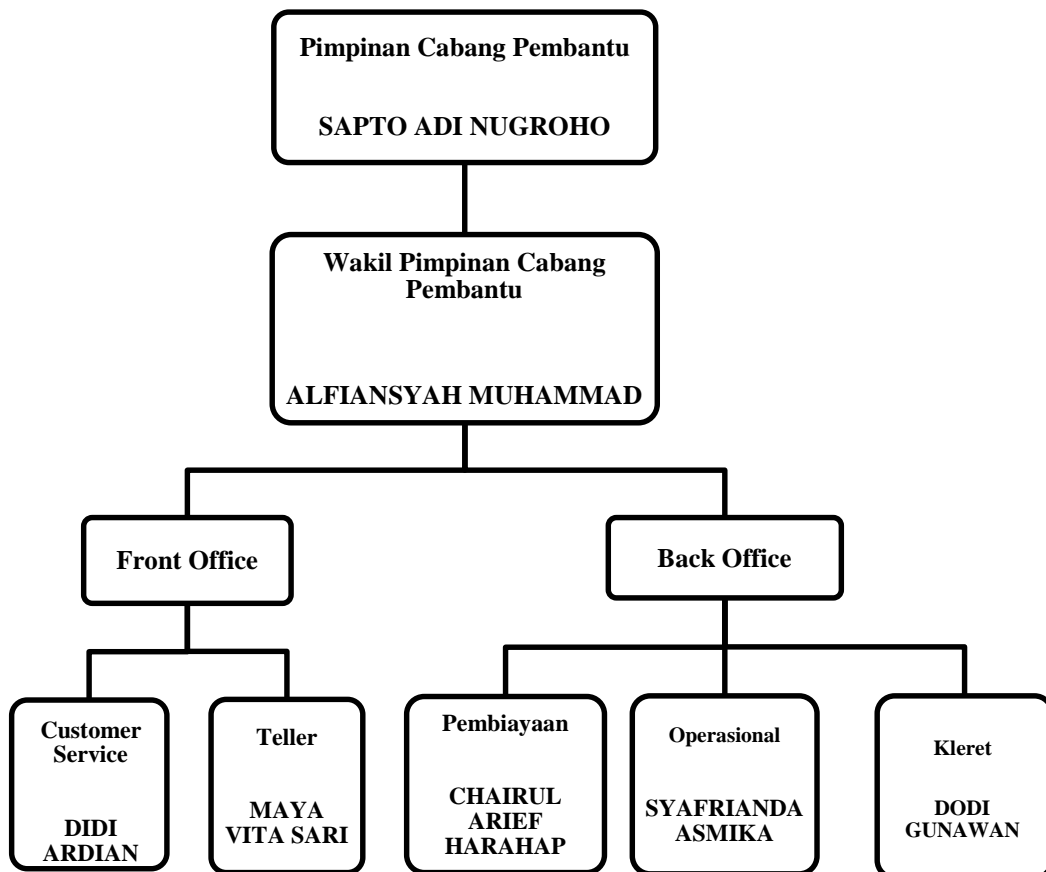 Pimpinan Cabang Pembantu
SAPTO ADI NUGROHO
Wakil Pimpinan Cabang
Pembantu
ALFIANSYAH MUHAMMAD
Front Office
Back Office
Customer
Service
DIDI
ARDIAN
Teller
MAYA
VITA SARI
Pembiayaan
CHAIRUL
ARIEF
HARAHAP
Operasional
SYAFRIANDA
ASMIKA
Kleret
DODI
GUNAWAN